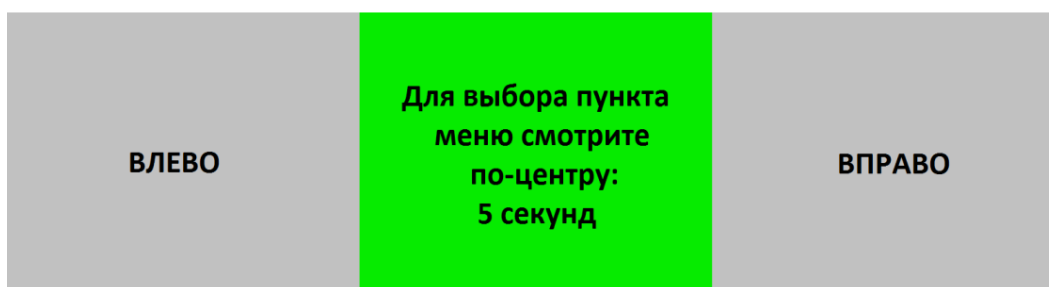 ВЛЕВО
Для выбора пункта
меню смотрите
по-центру:
5 секунд
ВПРАВО